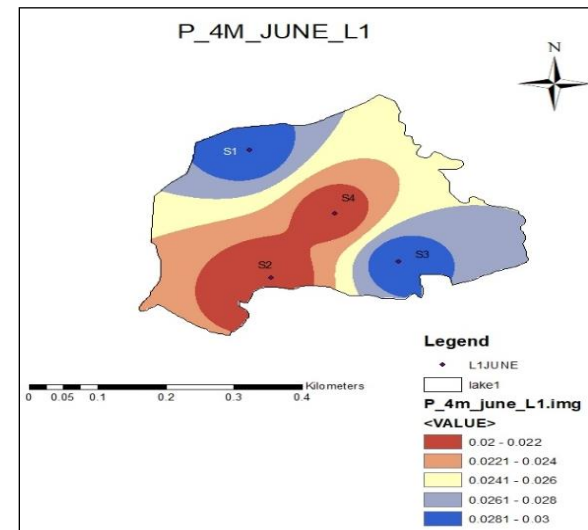 P_4M_JUNE_L1
N
S1
S4
S2
S3
Legend
L1JUNE
lake1
P_4m_june_L1.img
<VALUE>
0.02 - 0.022
0.0221 - 0.024
0.0241 - 0.026
0.0261 - 0.028
0.0281 - 0.03
Kilometers
0 0.05 0.1 0.2 0.3 0.4